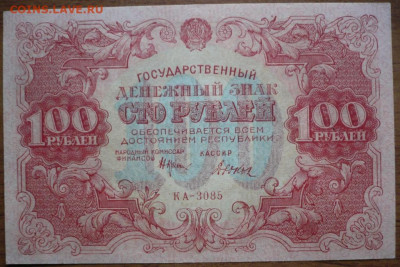 COINS.LAVE.RO
ГОСУДАРСТВЕННЫЙ
ДЕНЕЖНЫЙ ЗНАК
СТО РУБЛЕЙ
100 РУБЛЕЙ
100 РУБЛЕЙ
ОБЕСПЕЧИВАЕТСЯ ВСЕМ
ДОСТОЯНИЕМ РЕСПУБЛИКИ
НАРОДНЫЙ КОМИССАР
ФИНАНСОВ
КАССИР
КА-3085